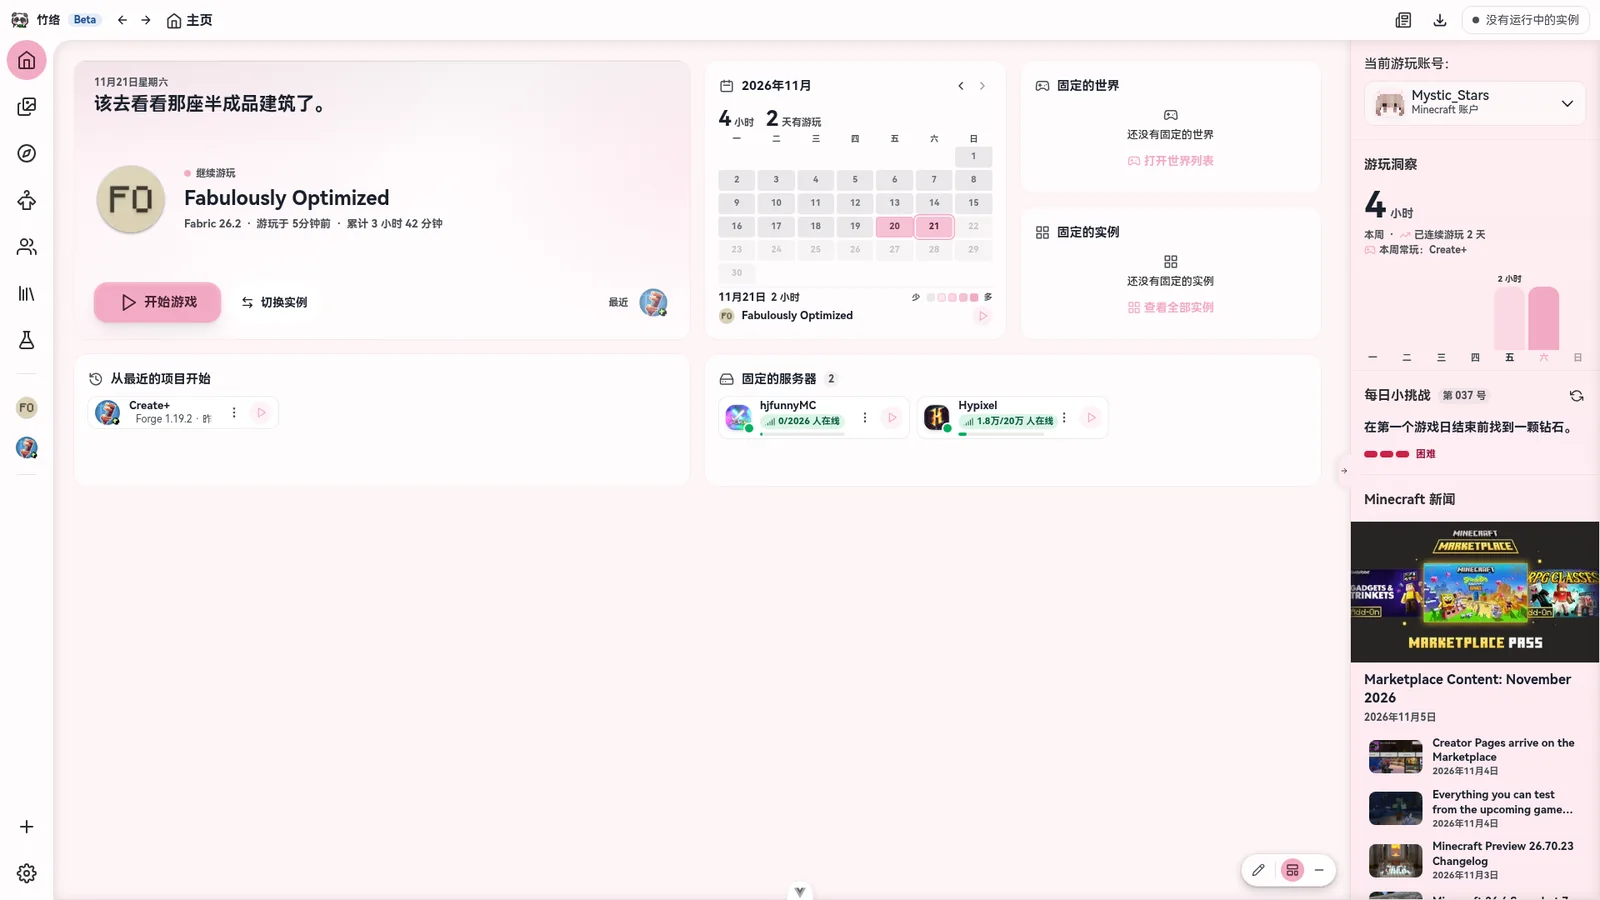 竹络 Beta
主页
没有运行中的实例
11月21日星期六
该去看看那座半成品建筑了。
FO
继续游玩
Fabulously Optimized
Fabric 26.2 · 游玩于 5分钟前 · 累计 3 小时 42 分钟
开始游戏
切换实例
最近
2026年11月
4 小时 2 天有游玩
一 二 三 四 五 六 日
1
2 3 4 5 6 7 8
9 10 11 12 13 14 15
16 17 18 19 20 21 22
23 24 25 26 27 28 29
30
11月21日 2 小时
少 多
FO Fabulously Optimized
固定的世界
还没有固定的世界
打开世界列表
固定的实例
还没有固定的实例
查看全部实例
从最近的项目开始
Create+
Forge 1.19.2 · 昨
固定的服务器 2
hjfunnyMC
0/2026 人在线
Hypixel
1.8万/20万 人在线
FO
当前游玩账号：
Mystic_Stars
Minecraft 账户
游玩洞察
4 小时
本周 · 已连续游玩 2 天
本周常玩：Create+
2 小时
一 二 三 四 五 六 日
每日小挑战 第 037 号
在第一个游戏日结束前找到一颗钻石。
困难
Minecraft 新闻
MINECRAFT
MARKETPLACE
GADGETS &
TRINKETS
Add-On
MINECRAFT
RPG CLASSES
Add-On
MARKETPLACE PASS
Marketplace Content: November
2026
2026年11月5日
Creator Pages arrive on the
Marketplace
2026年11月4日
Everything you can test
from the upcoming game…
2026年11月4日
Minecraft Preview 26.70.23
Changelog
2026年11月3日